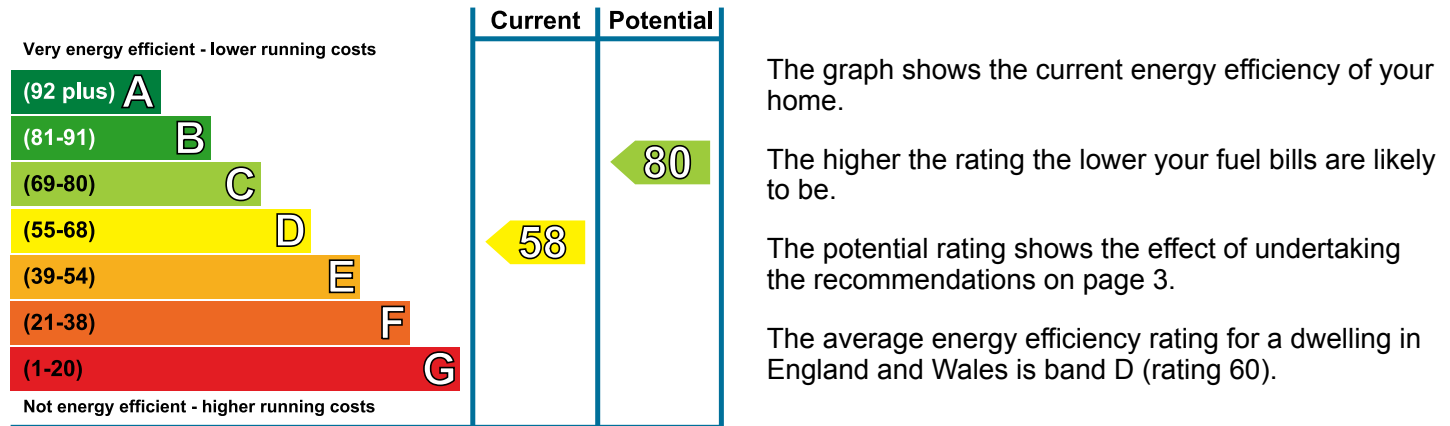 Current Potential
Very energy efficient - lower running costs
(92 plus) A
(81-91) B
(69-80) C
(55-68) D
(39-54) E
(21-38) F
(1-20) G
Not energy efficient - higher running costs
58
80
The graph shows the current energy efficiency of your
home.
The higher the rating the lower your fuel bills are likely
to be.
The potential rating shows the effect of undertaking
the recommendations on page 3.
The average energy efficiency rating for a dwelling in
England and Wales is band D (rating 60).